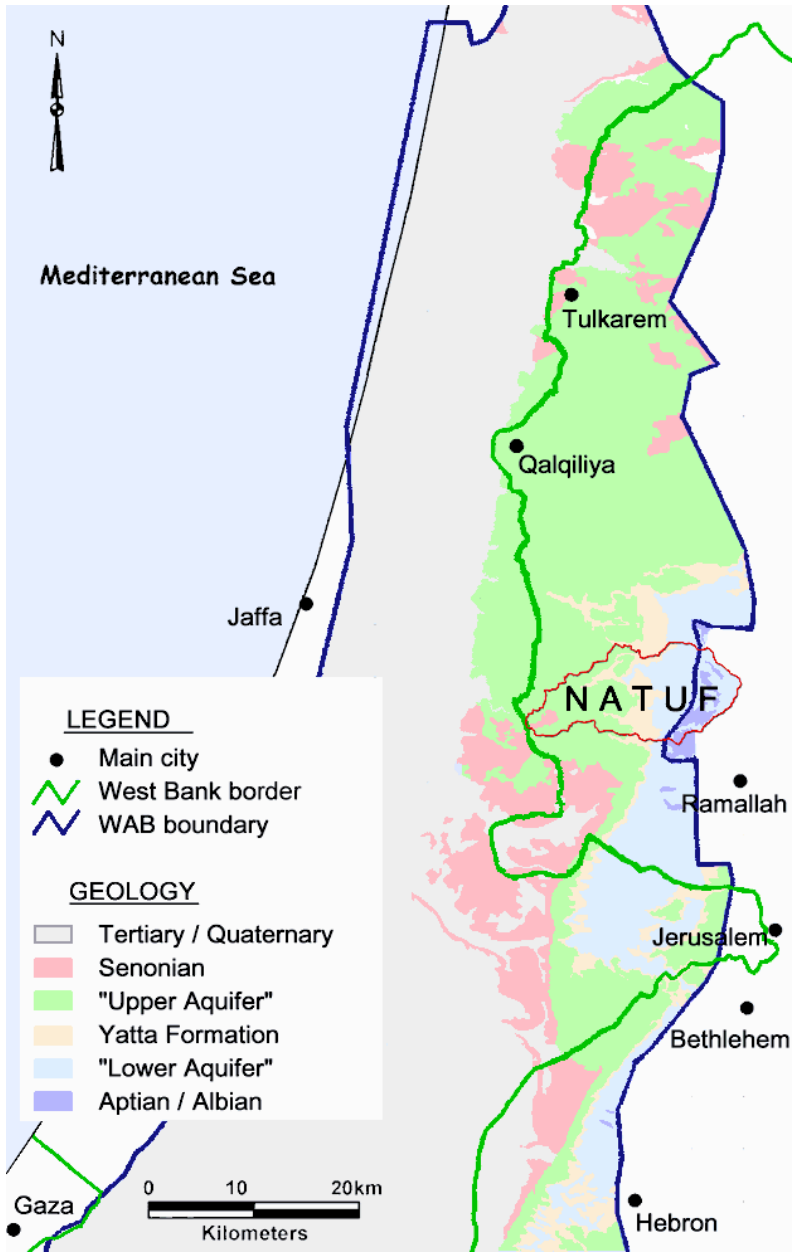 N
Mediterranean Sea
Tulkarem
Qalqiliya
Jaffa
NATUF
Ramallah
Jerusalem
Bethlehem
Hebron
Gaza
LEGEND
Main city
West Bank border
WAB boundary
GEOLOGY
Tertiary / Quaternary
Senonian
"Upper Aquifer"
Yatta Formation
"Lower Aquifer"
Aptian / Albian
0 10 20km
Kilometers